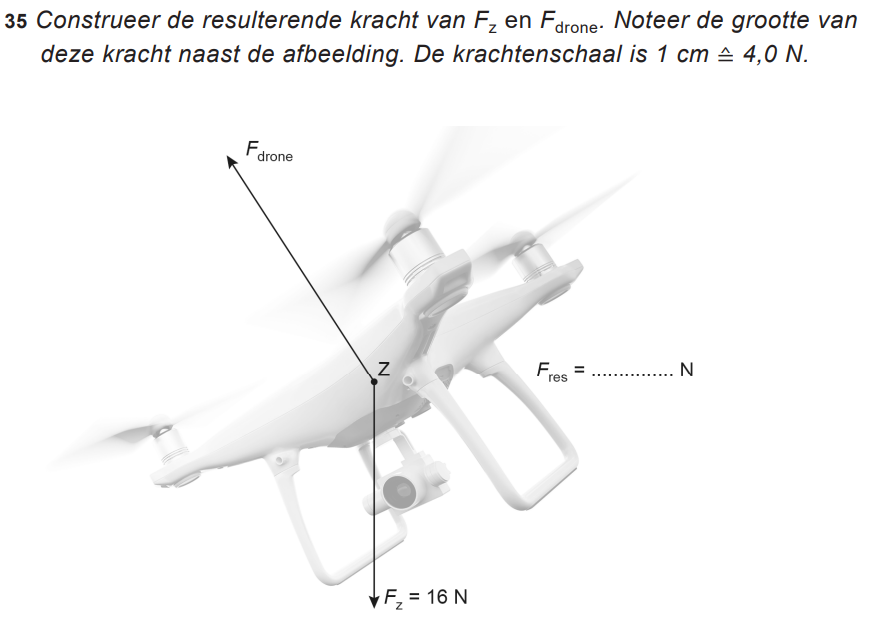 35 Construeer de resulterende kracht van Fz en Fdrone. Noteer de grootte van
deze kracht naast de afbeelding. De krachtenschaal is 1 cm ≙ 4,0 N.
Fdrone
Z
Fres = .............. N
Fz = 16 N